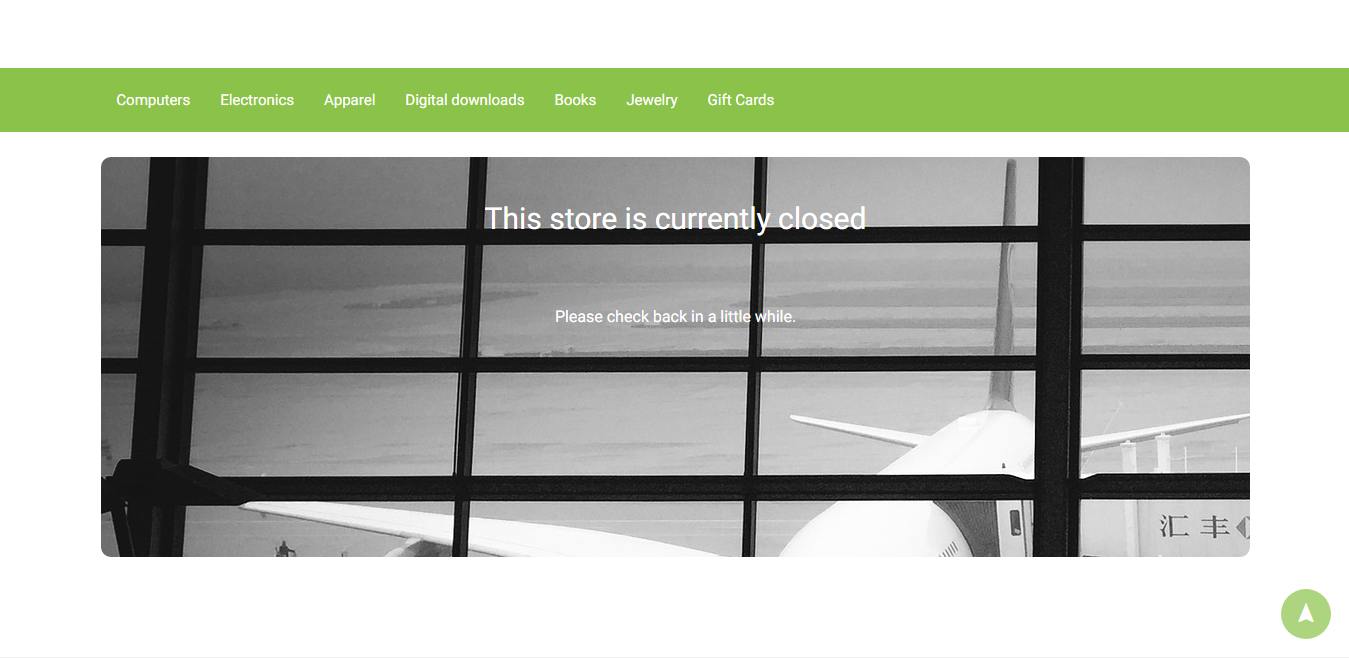 Computers Electronics Apparel Digital downloads Books Jewelry Gift Cards
This store is currently closed
Please check back in a little while.
汇 丰